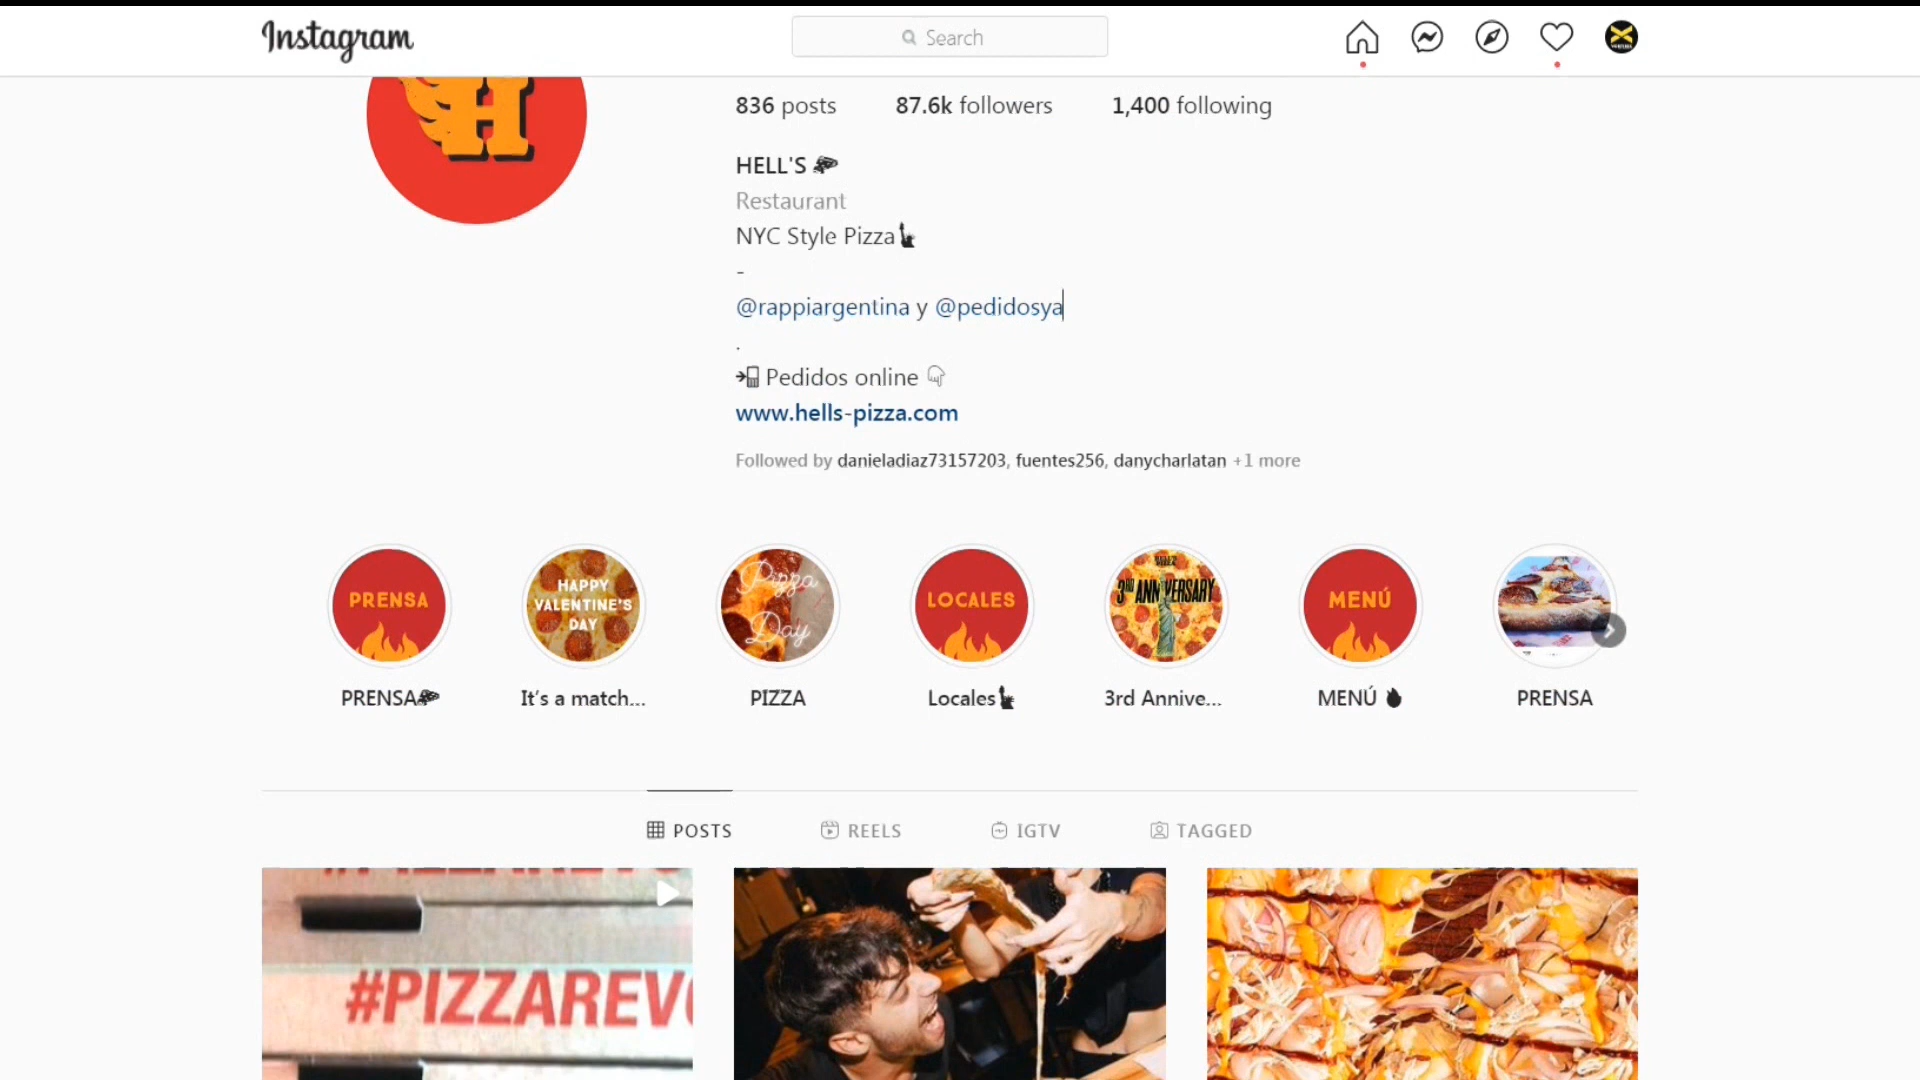 Instagram
Search
H
836 posts 87.6k followers 1,400 following
HELL'S
Restaurant
NYC Style Pizza
-
@rappiargentina y @pedidosya
.
Pedidos online
www.hells-pizza.com
Followed by danieladiaz73157203, fuentes256, danycharlatan +1 more
PRENSA
HAPPY
VALENTINE'S
DAY
Pizza
Day
LOCALES
3RD ANNIVERSARY
MENÚ
PRENSA It's a match... PIZZA Locales 3rd Annive... MENÚ PRENSA
POSTS REELS IGTV TAGGED
#PIZZAREVO